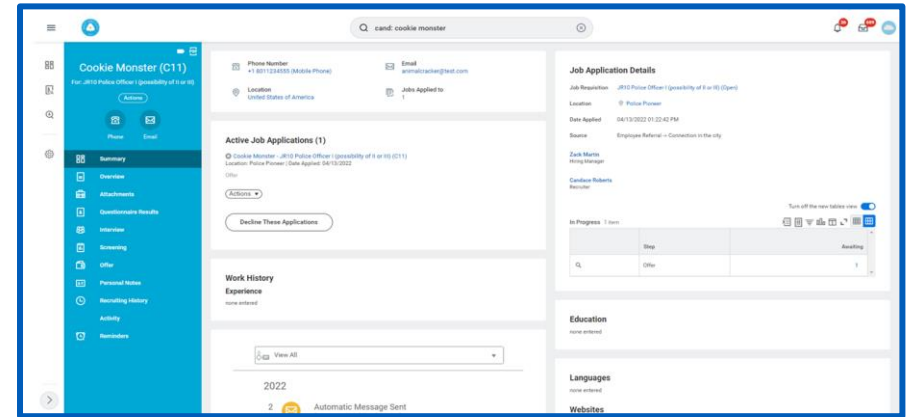 cand: cookie monster
Cookie Monster (C11)
For: JR10 Police Officer I (possibility of II or III)
Actions
Phone
Email
Summary
Overview
Attachments
Questionnaire Results
Interview
Screening
Offer
Personal Notes
Recruiting History
Activity
Reminders
Phone Number
+1 8011234555 (Mobile Phone)
Email
animalcracker@text.com
Location
United States of America
Jobs Applied to
1
Active Job Applications (1)
Cookie Monster - JR10 Police Officer I (possibility of II or III) (C11)
Location: Police Pioneer | Date Applied: 04/13/2022
Offer
Actions
Decline These Applications
Work History
Experience
none entered
View All
2022
2
Automatic Message Sent
Job Application Details
Job Requisition JR10 Police Officer I (possibility of II or III) (Open)
Location Police Pioneer
Date Applied 04/13/2022 01:22:42 PM
Source Employee Referral -> Connection in the city
Zack Martin
Hiring Manager
Candace Roberts
Recruiter
Turn off the new tables view
In Progress 1 item
Step Awaiting
Offer 1
Education
none entered
Languages
none entered
Websites